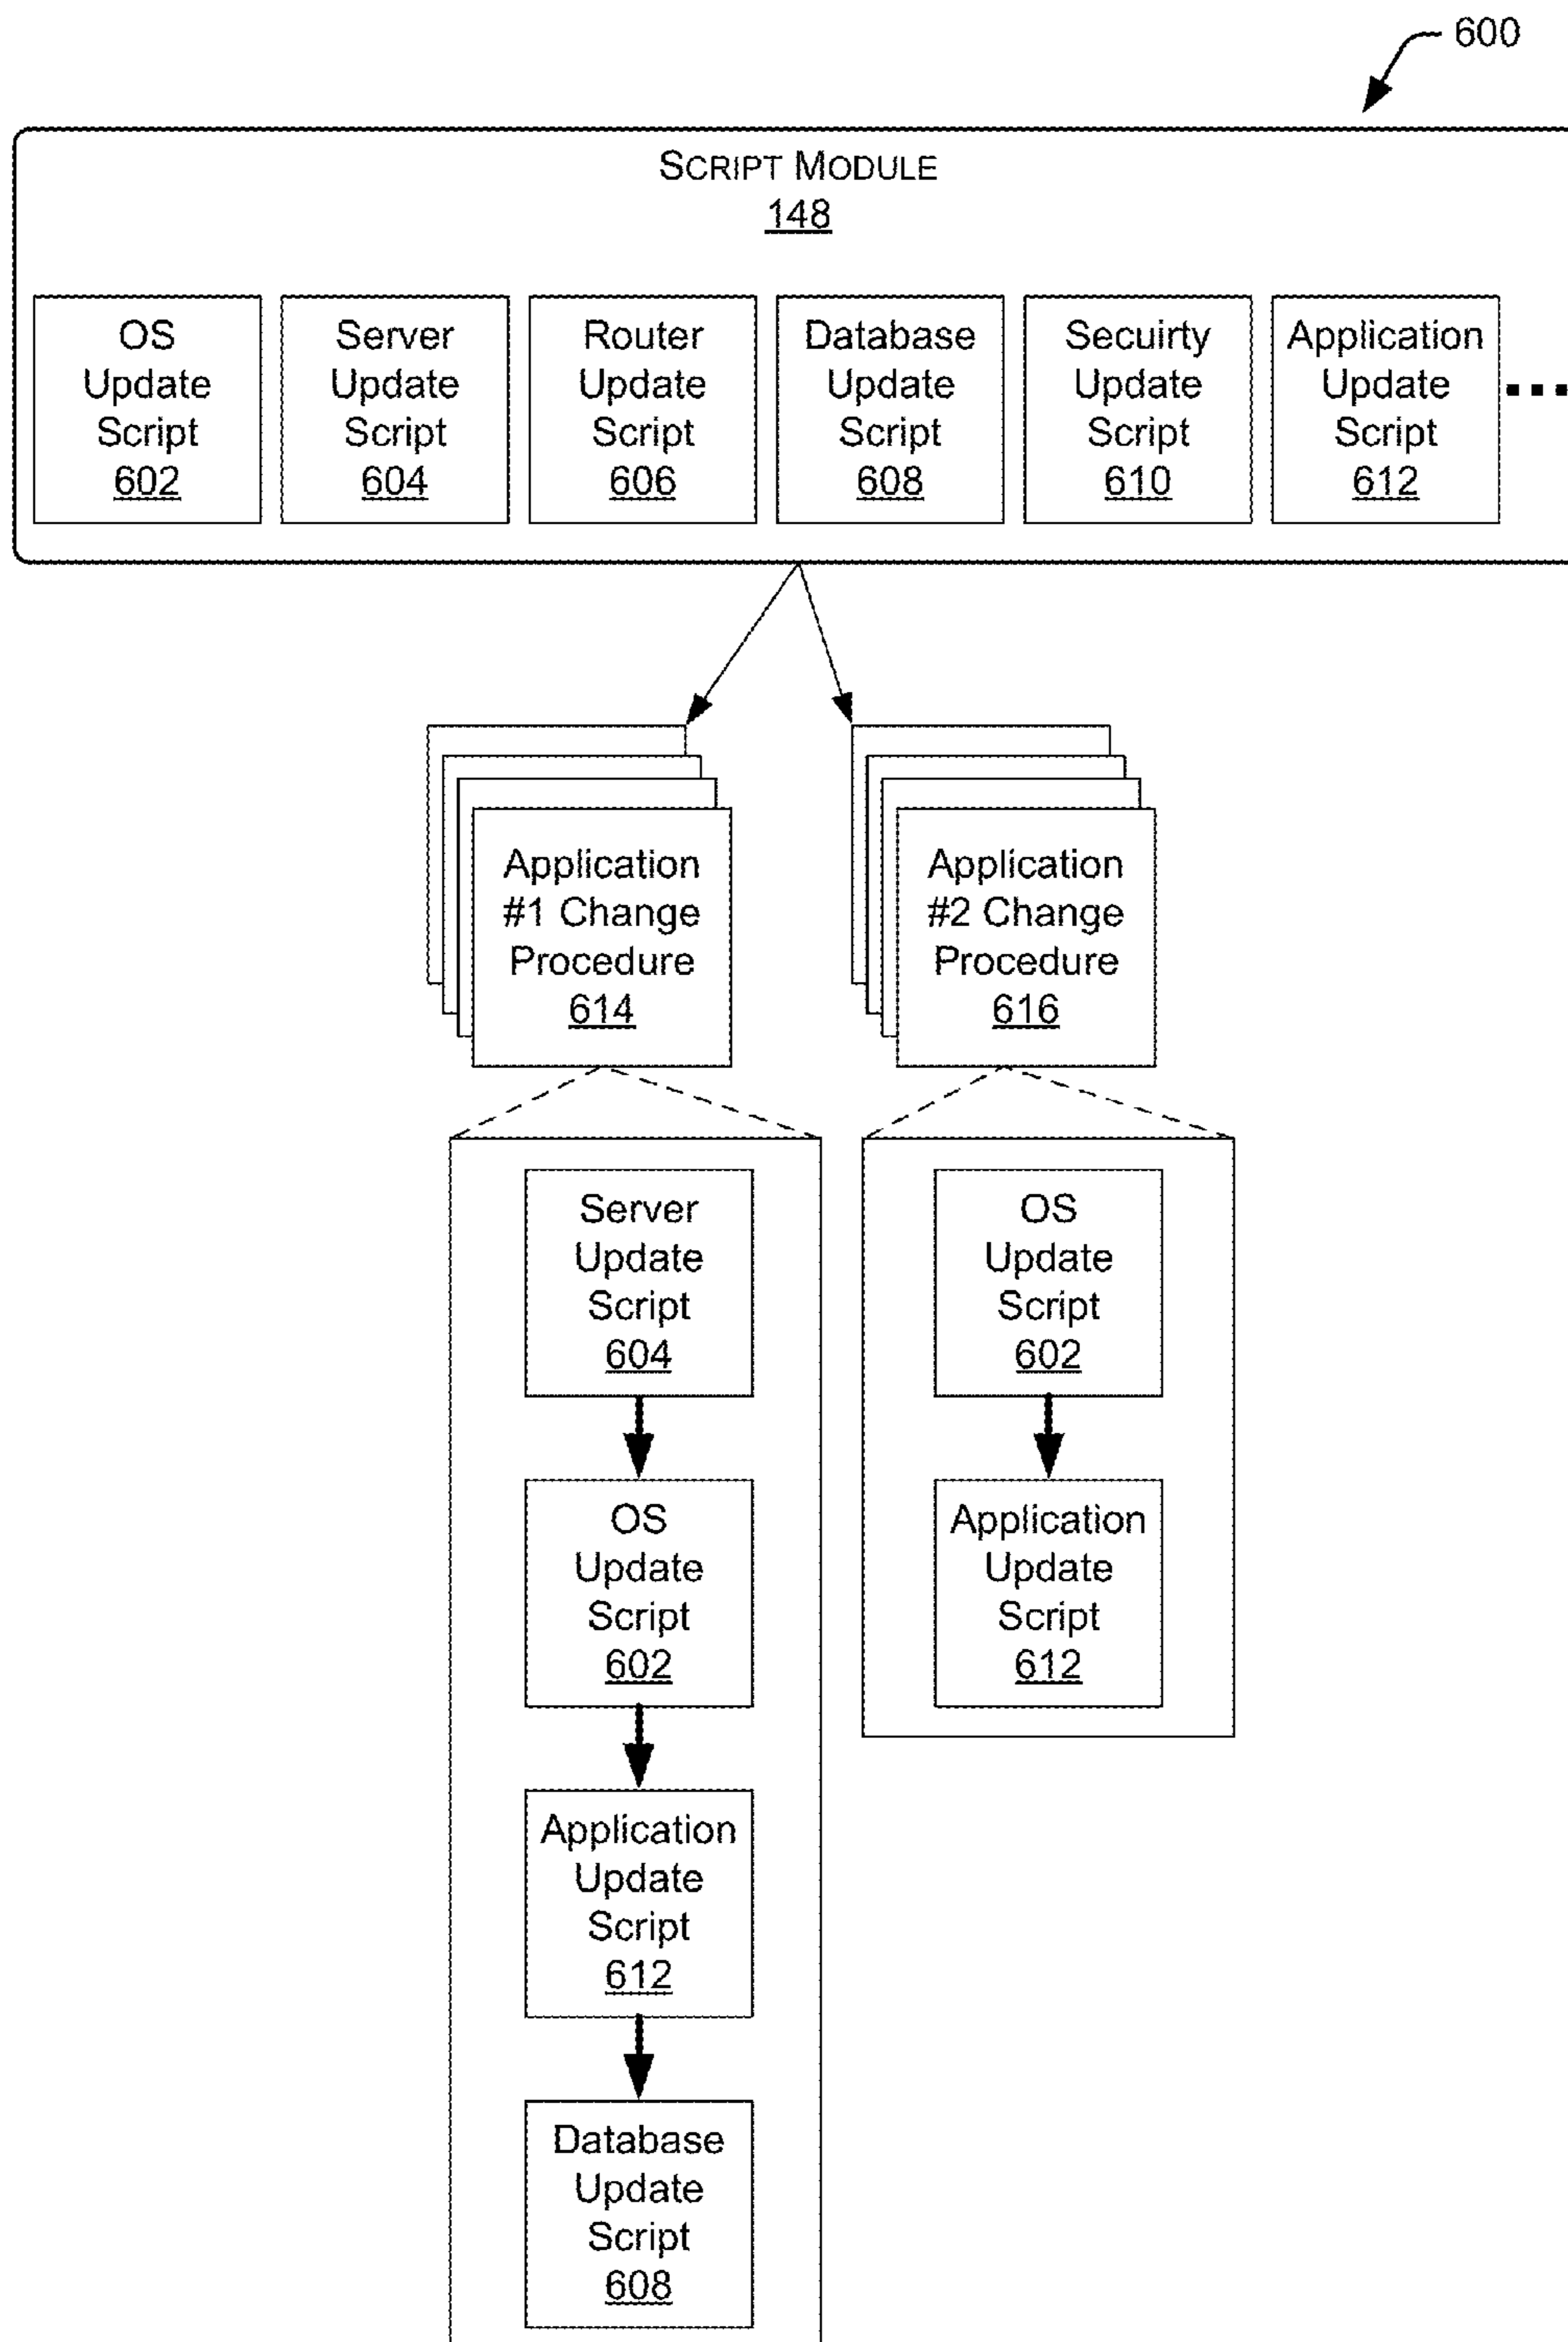 600
SCRIPT MODULE
148
OS
Update
Script
602
Server
Update
Script
604
Router
Update
Script
606
Database
Update
Script
608
Secuirty
Update
Script
610
Application
Update
Script
612
...
Application
#1 Change
Procedure
614
Application
#2 Change
Procedure
616
Server
Update
Script
604
OS
Update
Script
602
Application
Update
Script
612
Database
Update
Script
608
OS
Update
Script
602
Application
Update
Script
612